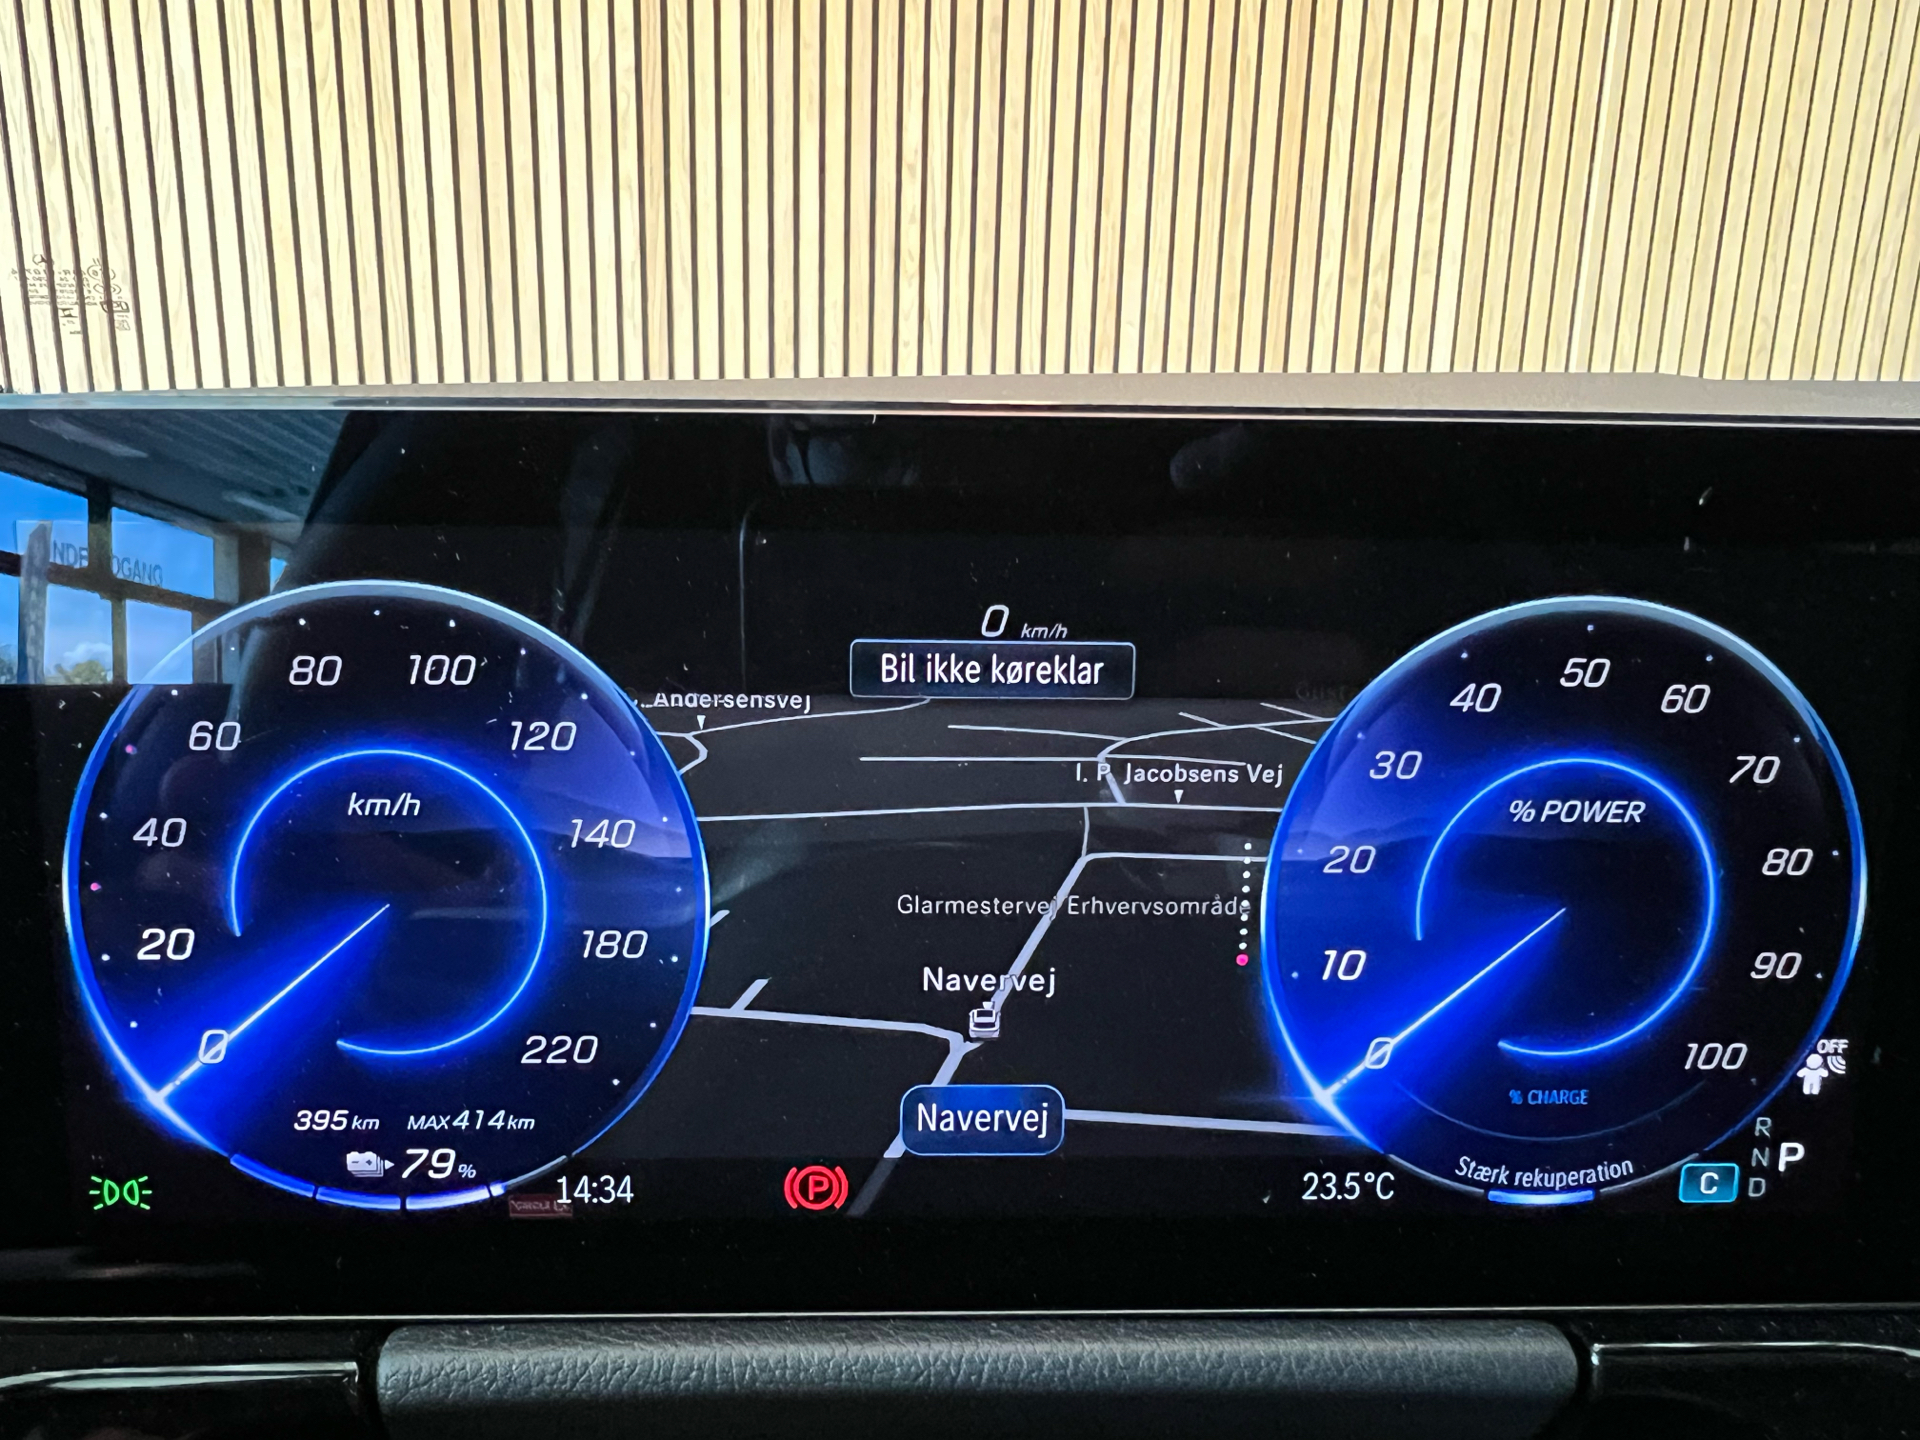 0 km/h
Bil ikke køreklar
Andersensvej
I. P. Jacobsens Vej
Glarmestervej Erhvervsområde
Navervej
Navervej
km/h
0
20
40
60
80
100
120
140
180
220
395 km MAX 414 km
79 %
14:34
P
23.5°C
% POWER
0
10
20
30
40
50
60
70
80
90
100
% CHARGE
Stærk rekuperation
OFF
C
R
N
D
P